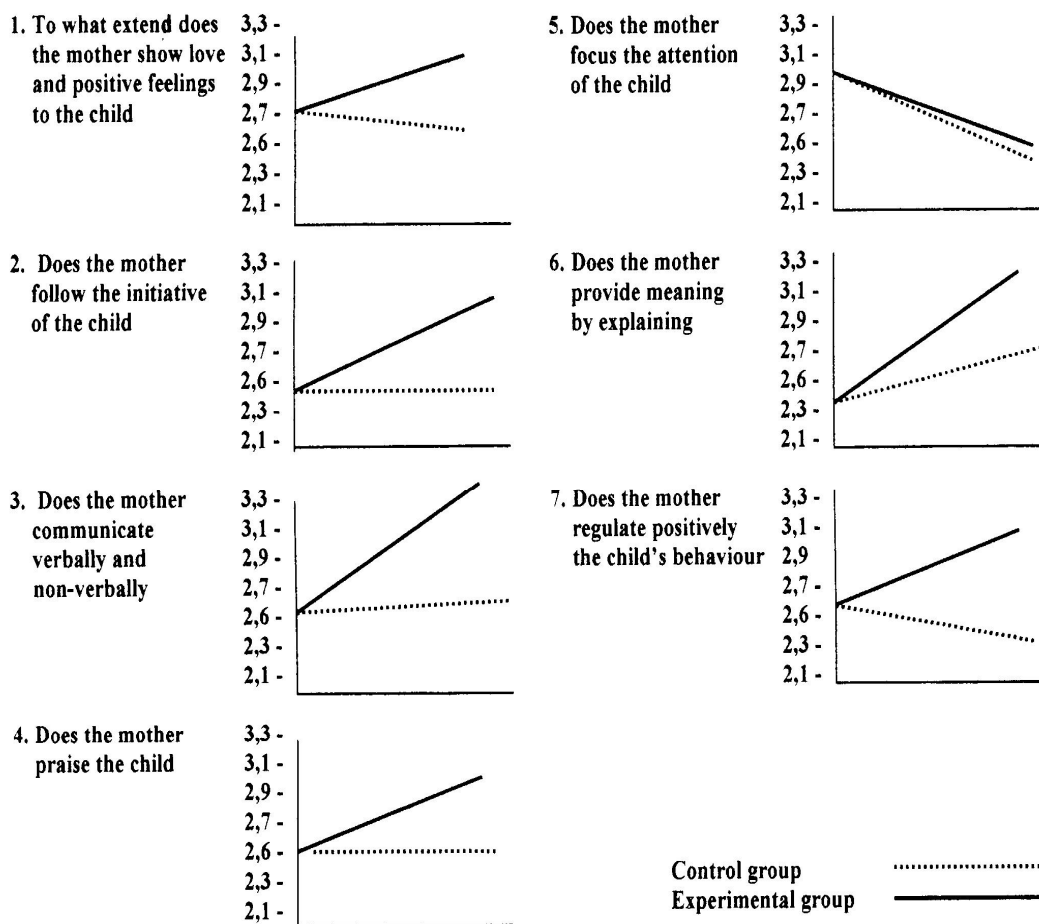 1. To what extend does
the mother show love
and positive feelings
to the child
3,3 -
3,1 -
2,9 -
2,7 -
2,6 -
2,3 -
2,1 -
2. Does the mother
follow the initiative
of the child
3,3 -
3,1 -
2,9 -
2,7 -
2,6 -
2,3 -
2,1 -
3. Does the mother
communicate
verbally and
non-verbally
3,3 -
3,1 -
2,9 -
2,7 -
2,6 -
2,3 -
2,1 -
4. Does the mother
praise the child
3,3 -
3,1 -
2,9 -
2,7 -
2,6 -
2,3 -
2,1 -
5. Does the mother
focus the attention
of the child
3,3 -
3,1 -
2,9 -
2,7 -
2,6 -
2,3 -
2,1 -
6. Does the mother
provide meaning
by explaining
3,3 -
3,1 -
2,9 -
2,7 -
2,6 -
2,3 -
2,1 -
7. Does the mother
regulate positively
the child's behaviour
3,3 -
3,1 -
2,9
2,7 -
2,6 -
2,3 -
2,1 -
Control group
Experimental group